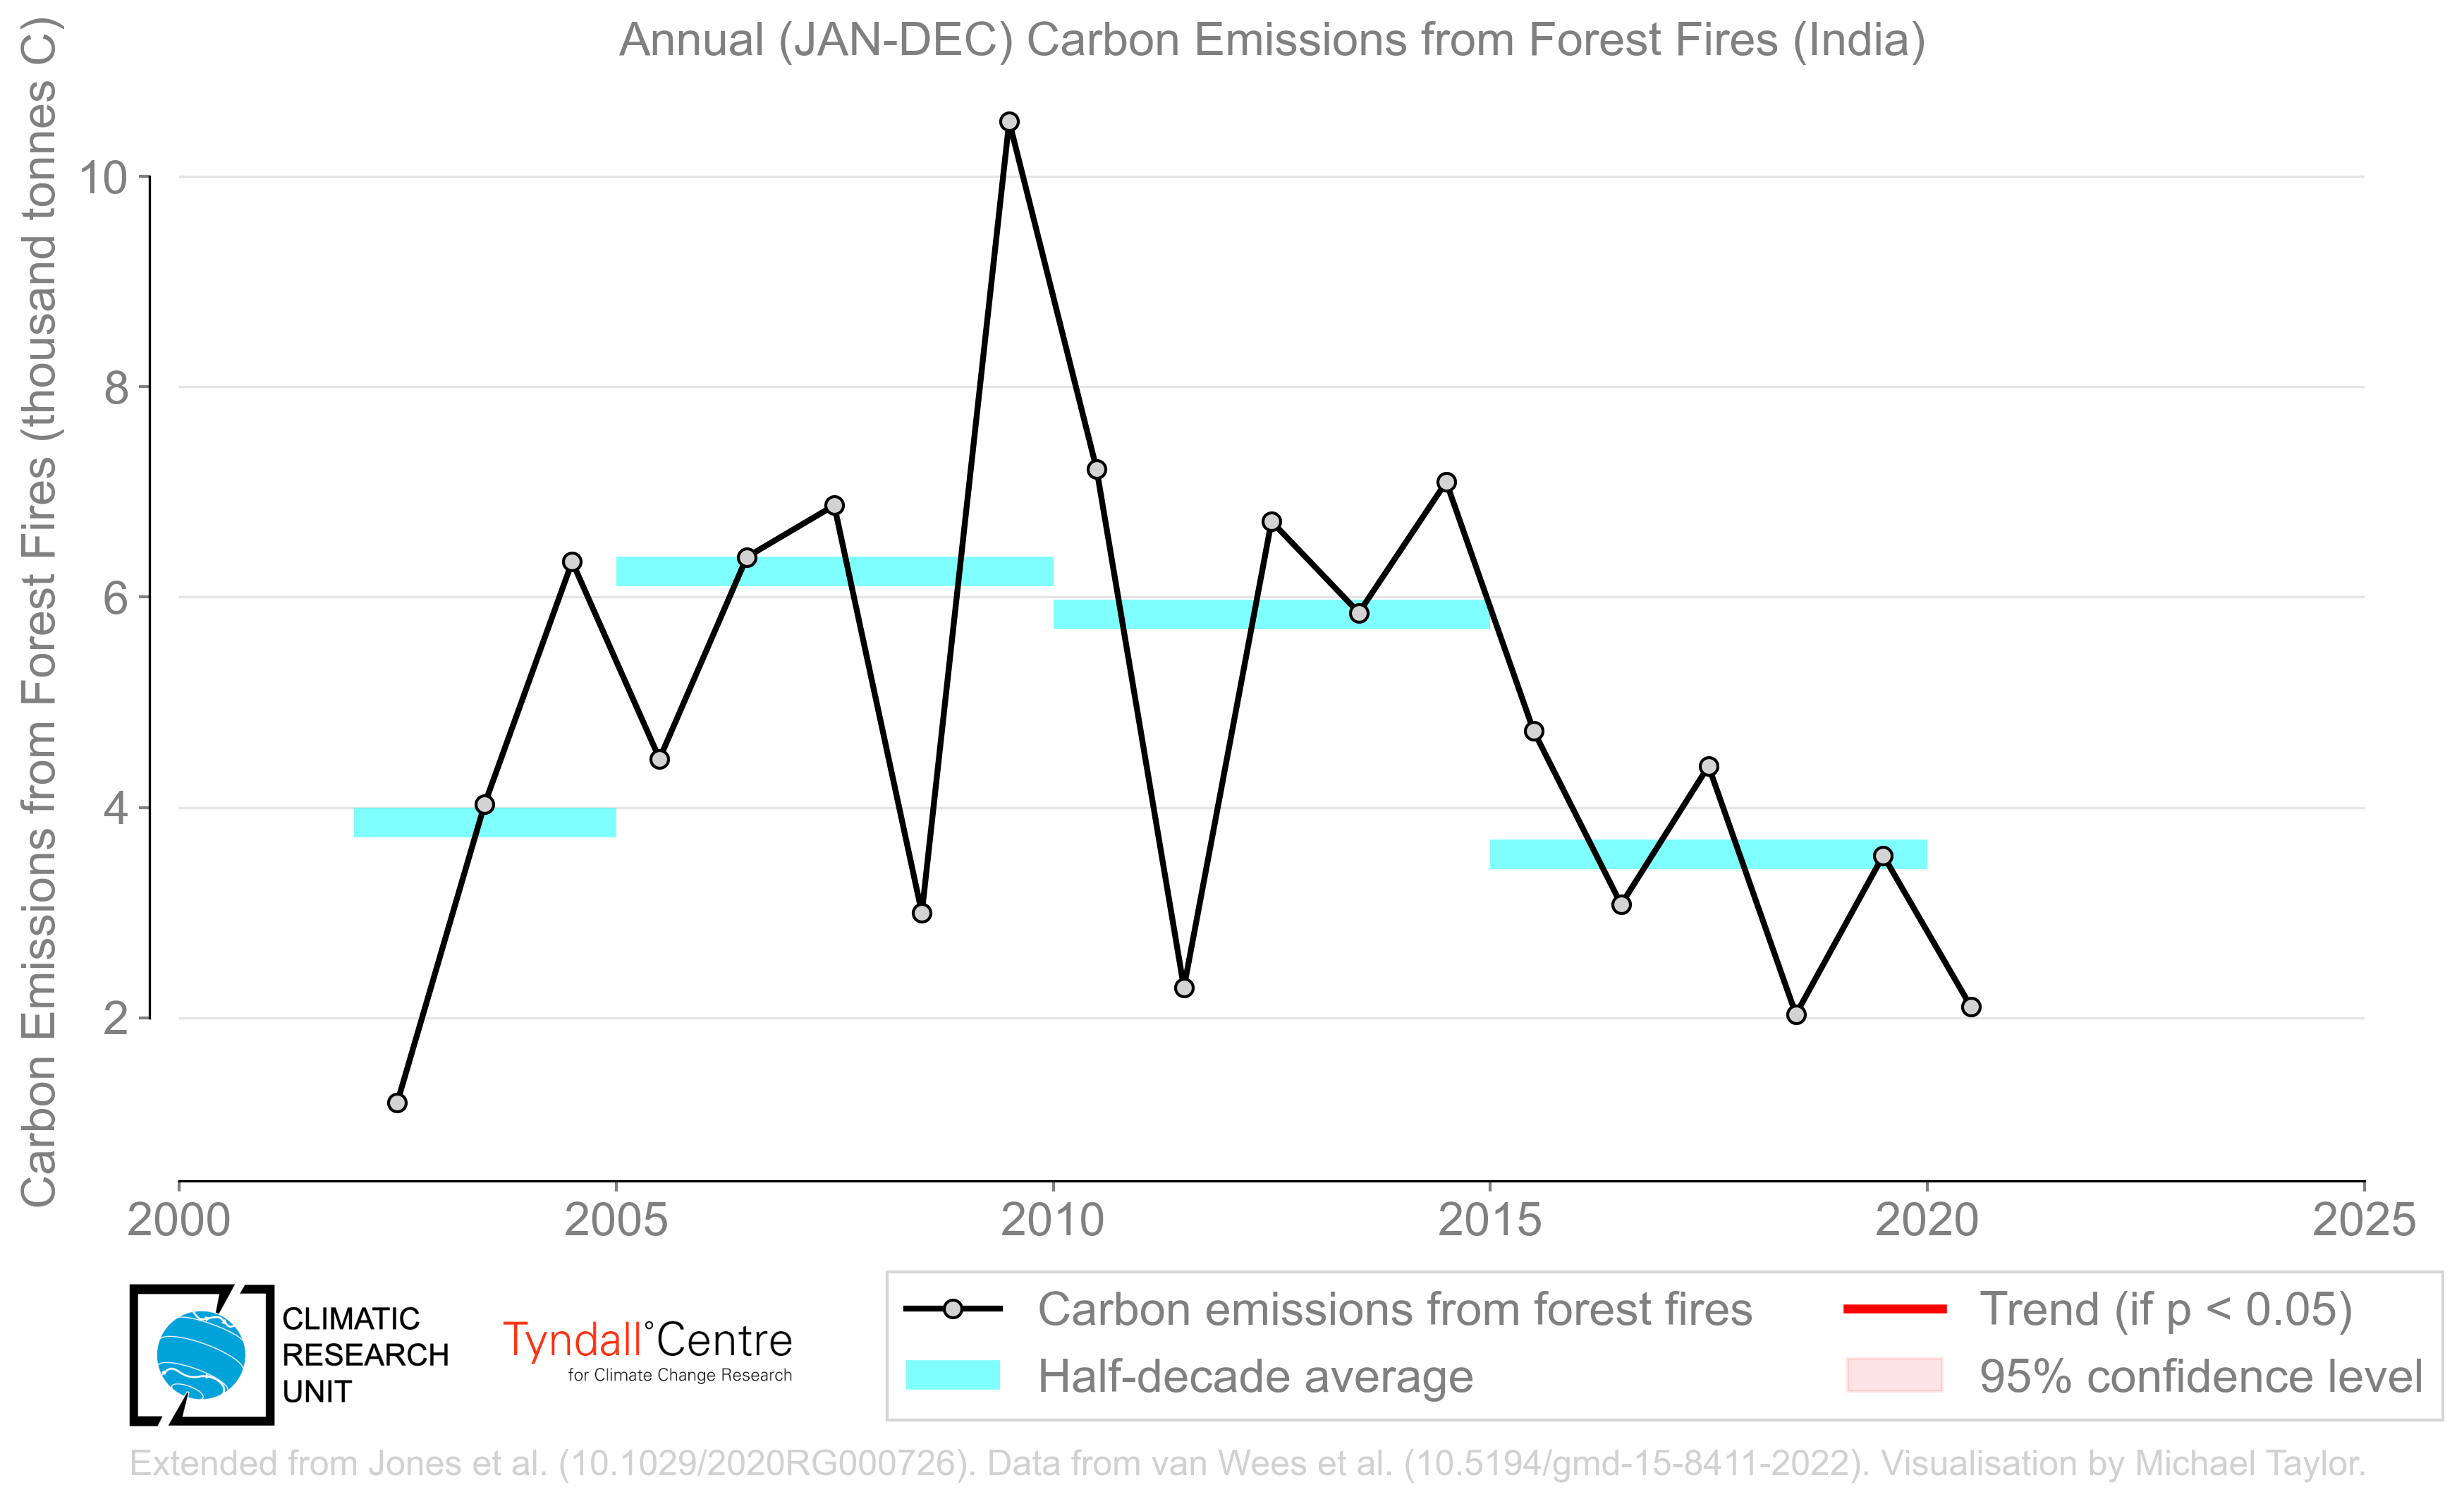 Annual (JAN-DEC) Carbon Emissions from Forest Fires (India)
Carbon Emissions from Forest Fires (thousand tonnes C)
10
8
6
4
2
2000 2005 2010 2015 2020 2025
CLIMATIC
RESEARCH
UNIT
Tyndall°Centre
for Climate Change Research
Carbon emissions from forest fires
Half-decade average
Trend (if p < 0.05)
95% confidence level
Extended from Jones et al. (10.1029/2020RG000726). Data from van Wees et al. (10.5194/gmd-15-8411-2022). Visualisation by Michael Taylor.